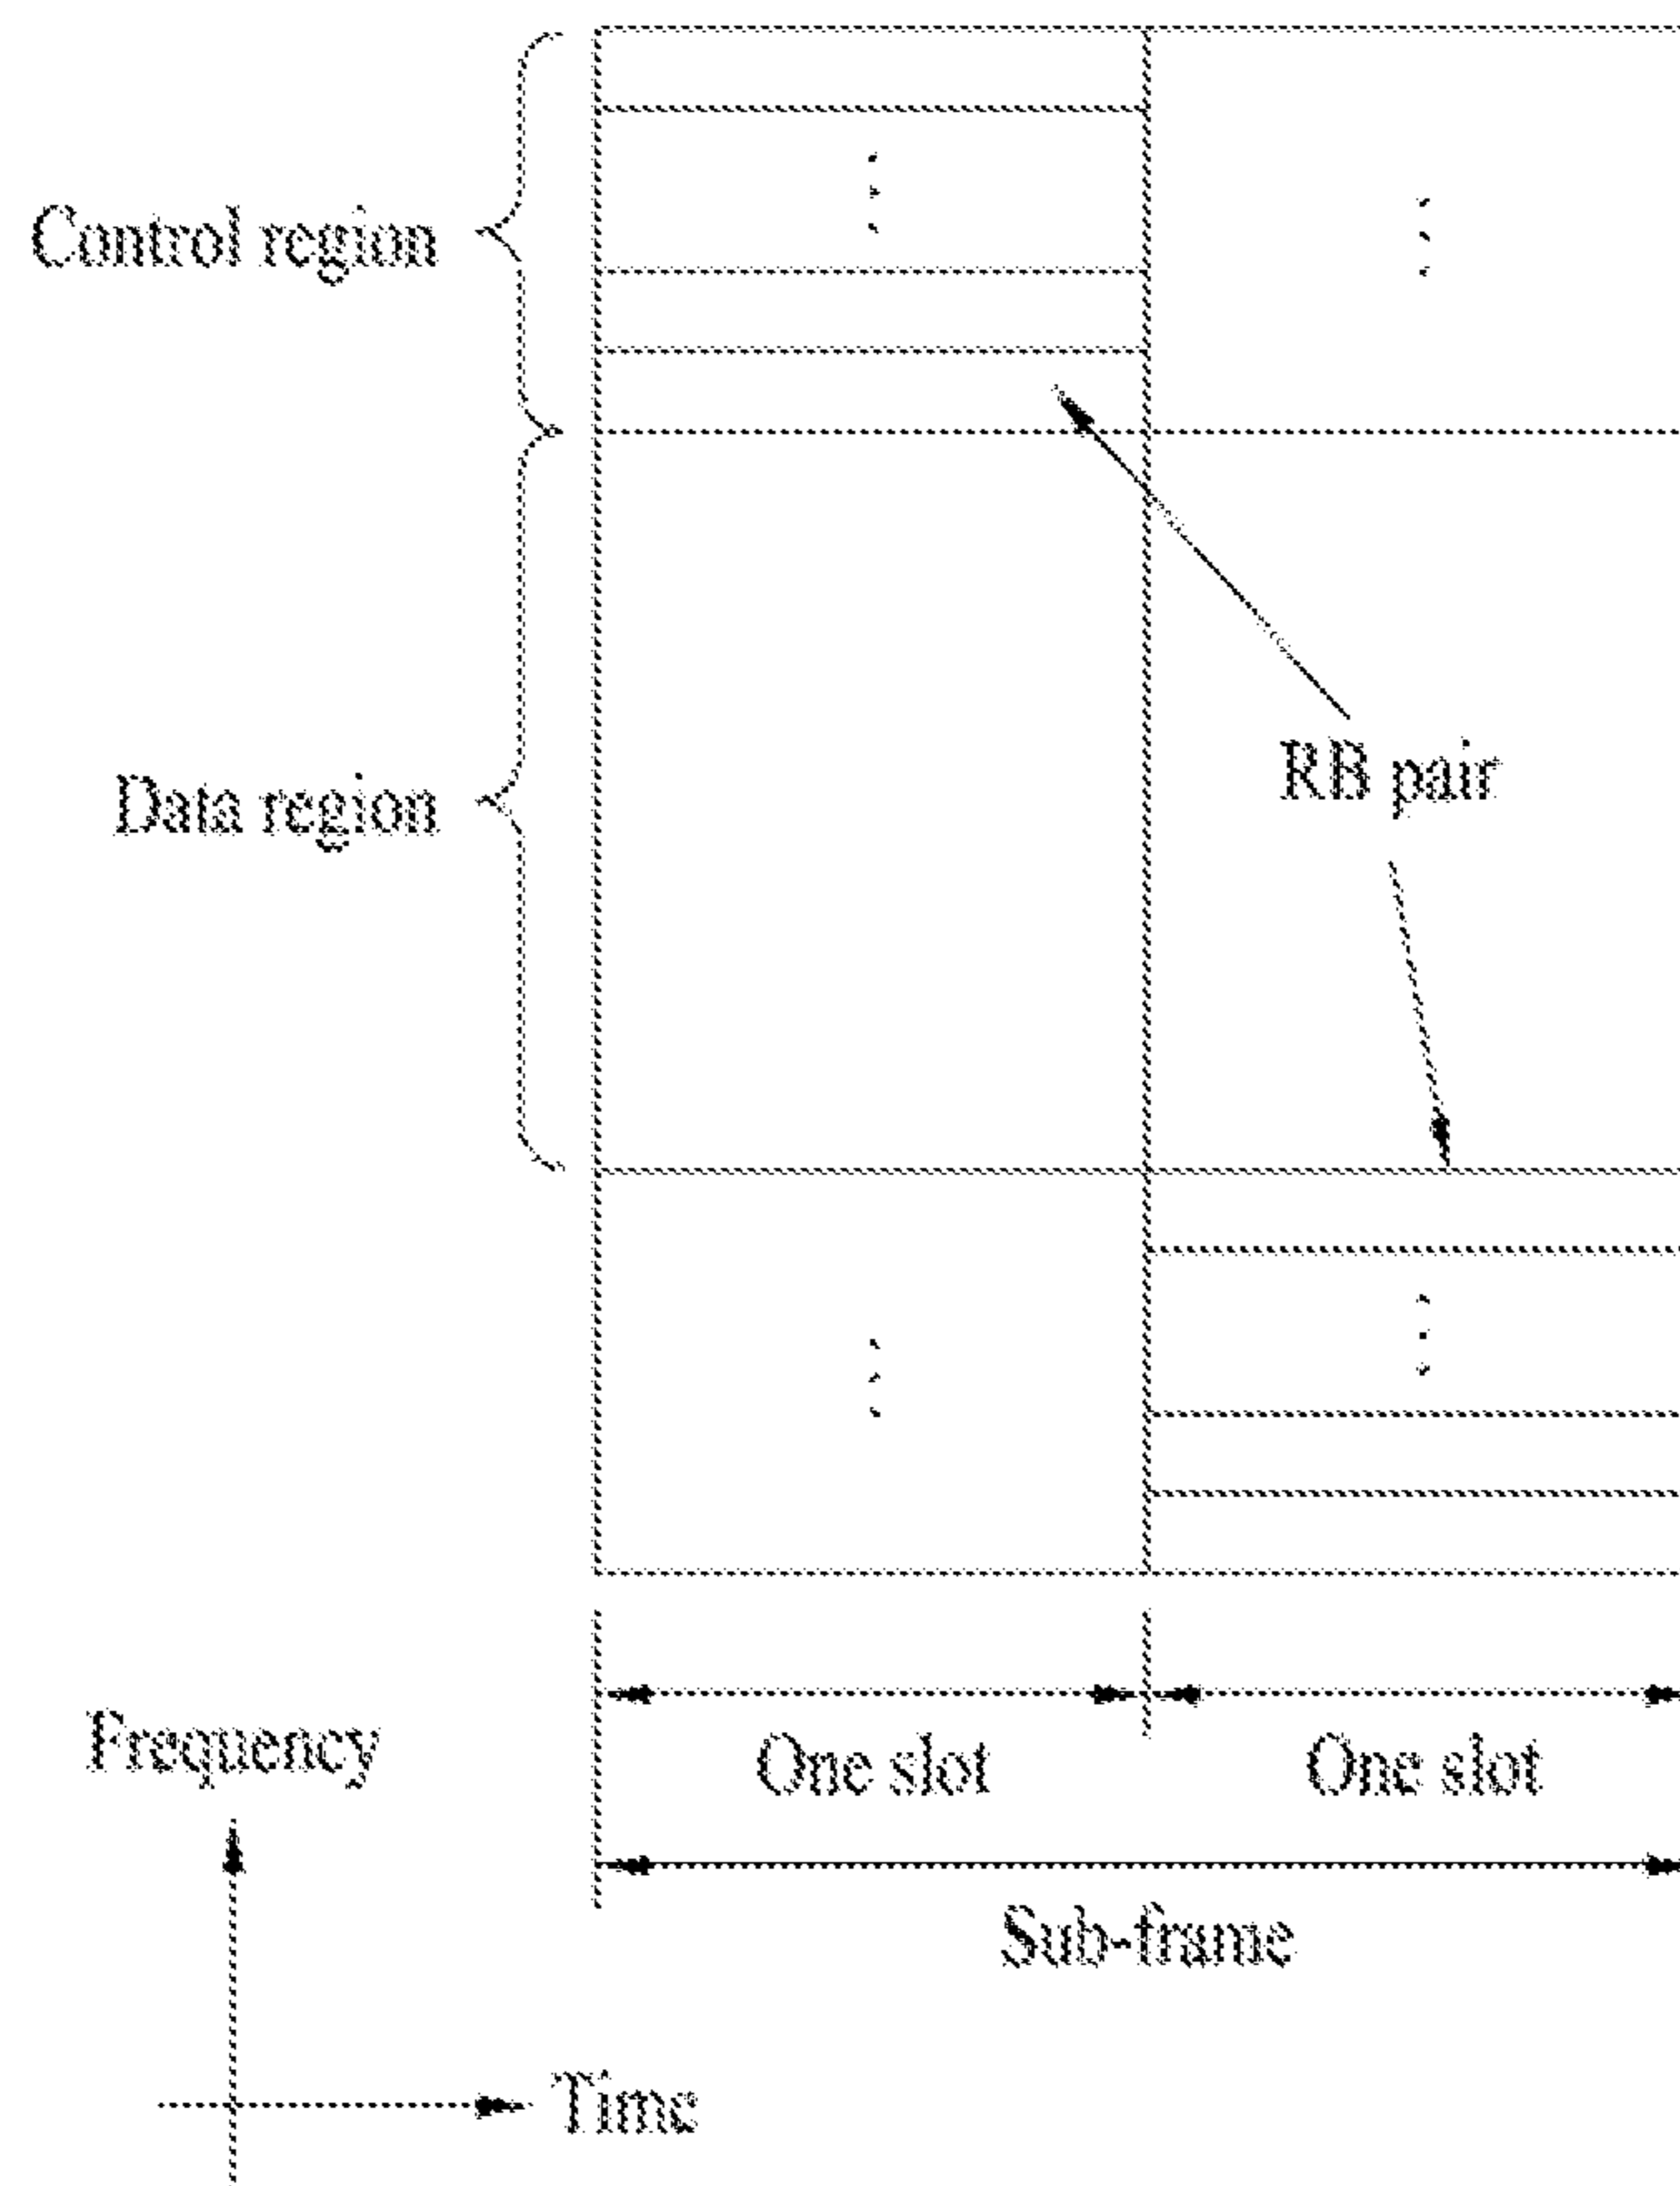 Control region
Data region
RB pair
One slot
One slot
Sub-frame
Frequency
Time